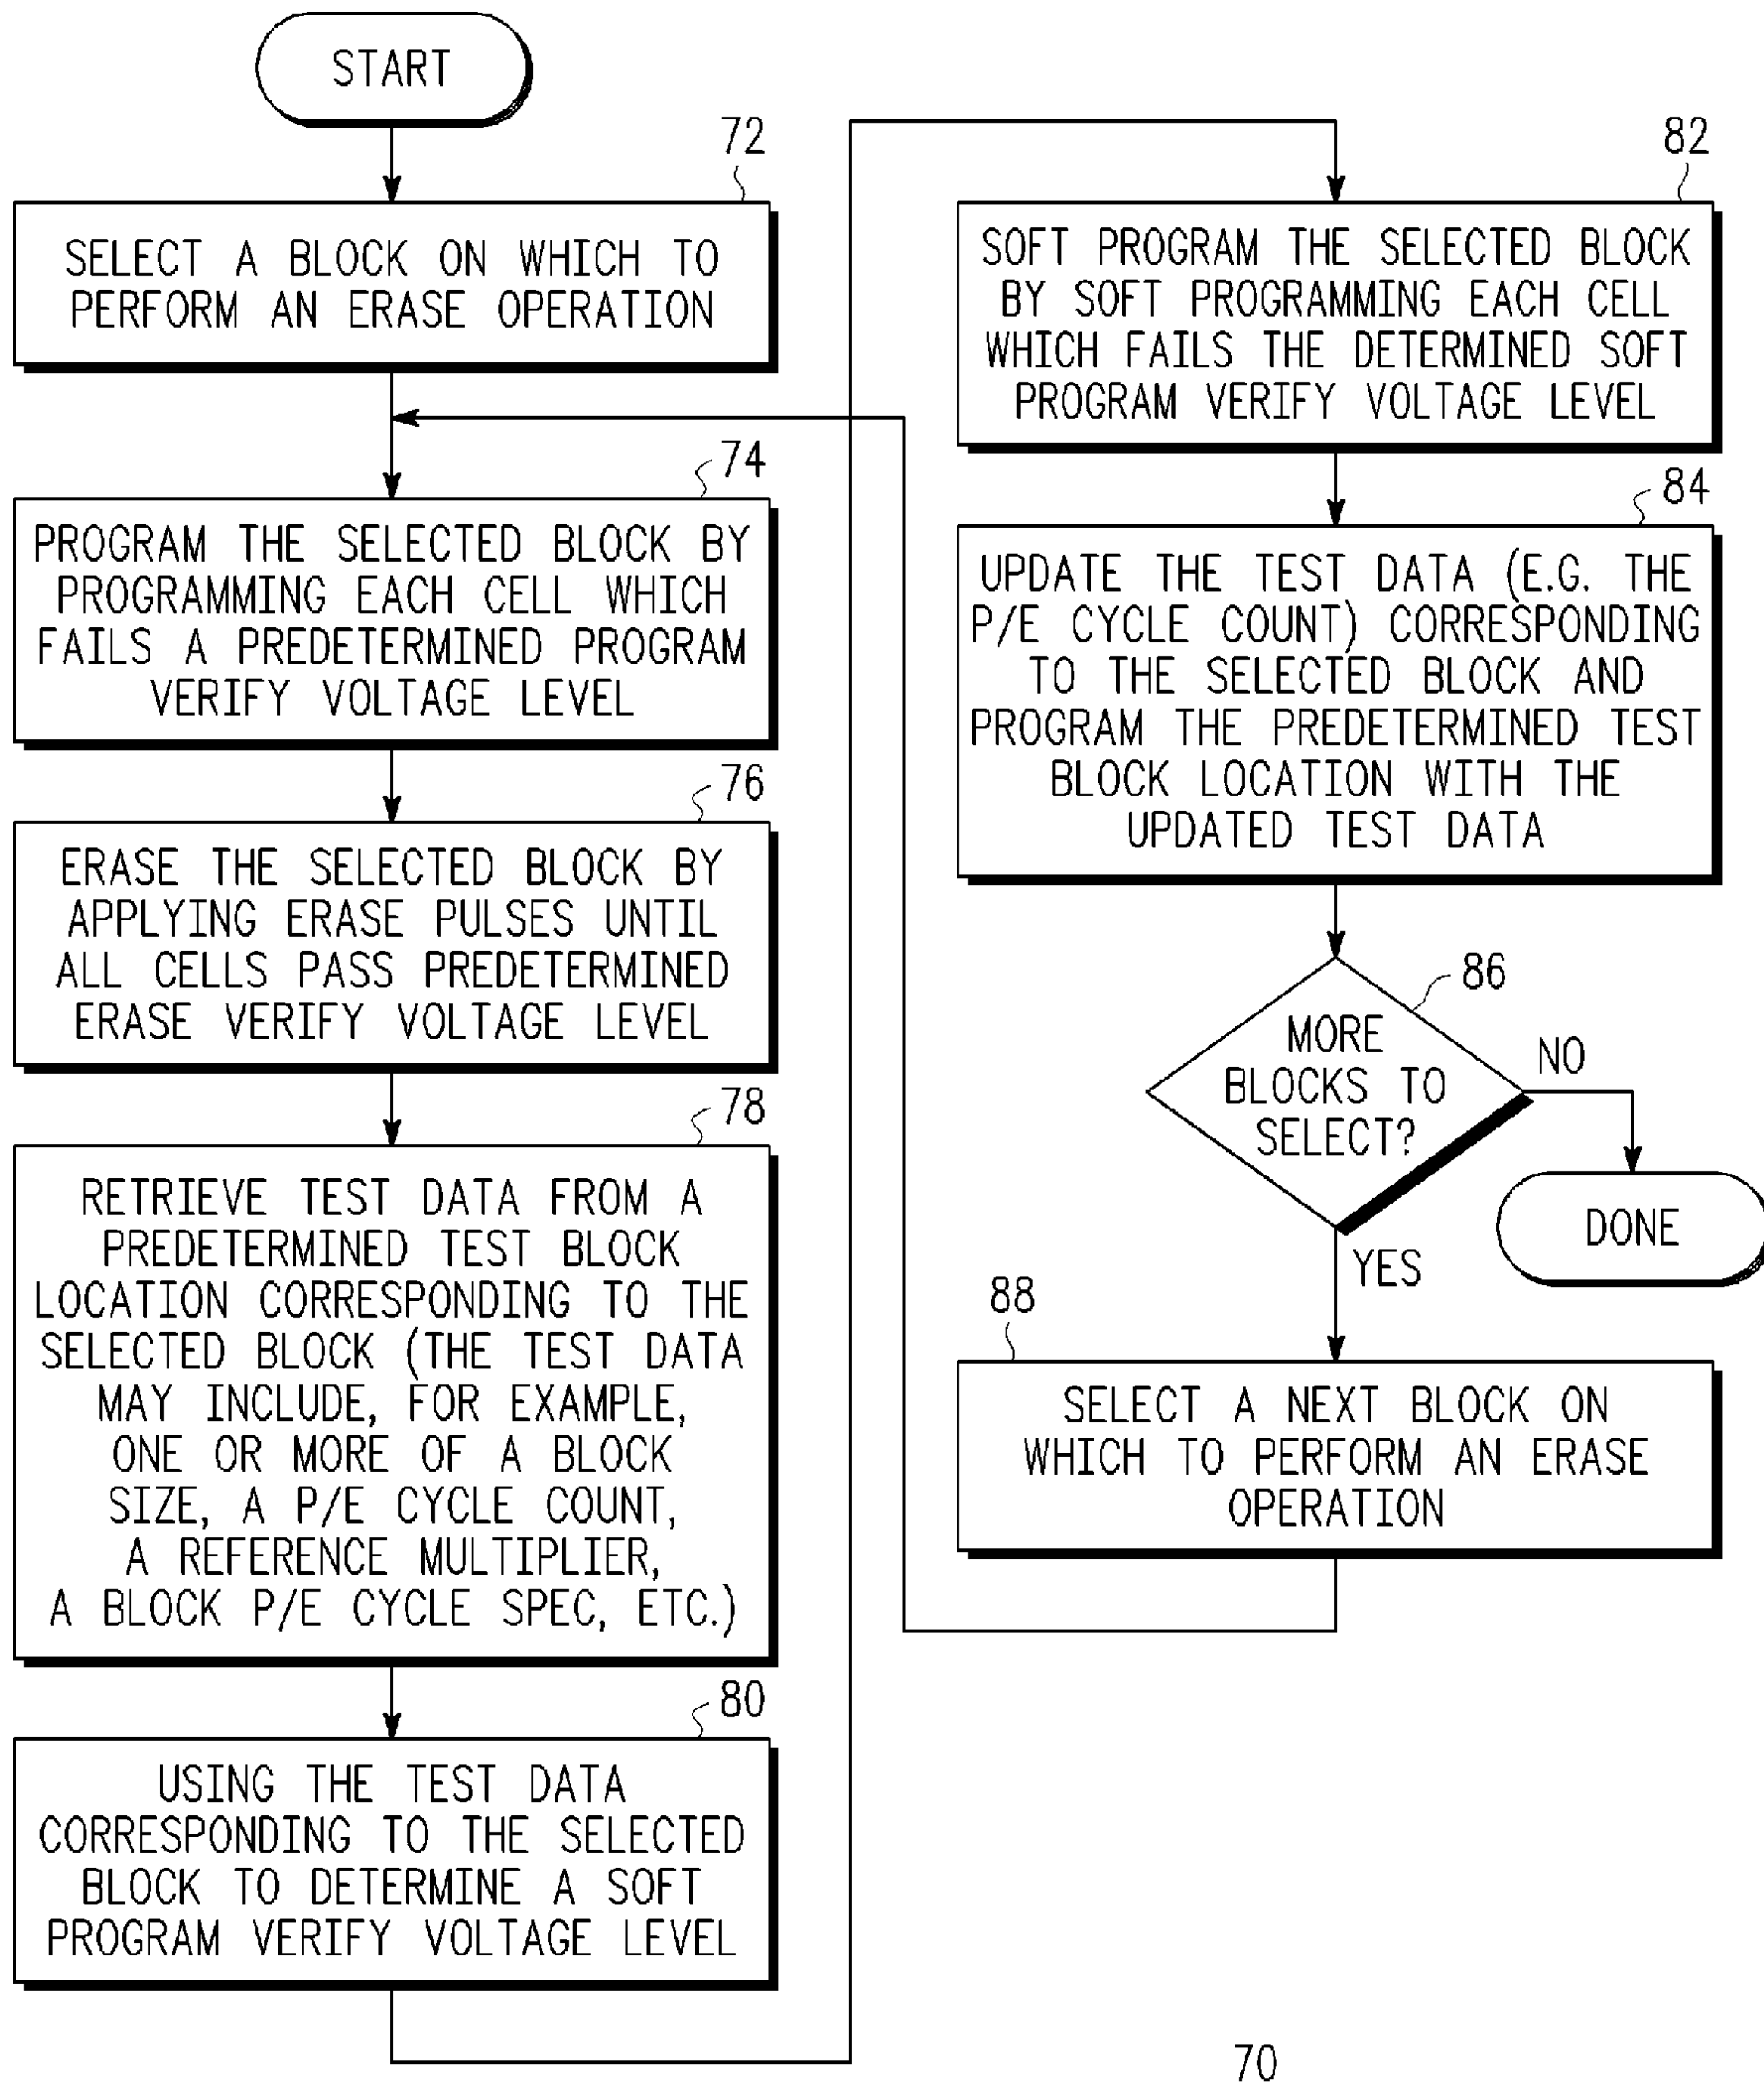 START
72
SELECT A BLOCK ON WHICH TO
PERFORM AN ERASE OPERATION
74
PROGRAM THE SELECTED BLOCK BY
PROGRAMMING EACH CELL WHICH
FAILS A PREDETERMINED PROGRAM
VERIFY VOLTAGE LEVEL
76
ERASE THE SELECTED BLOCK BY
APPLYING ERASE PULSES UNTIL
ALL CELLS PASS PREDETERMINED
ERASE VERIFY VOLTAGE LEVEL
78
RETRIEVE TEST DATA FROM A
PREDETERMINED TEST BLOCK
LOCATION CORRESPONDING TO THE
SELECTED BLOCK (THE TEST DATA
MAY INCLUDE, FOR EXAMPLE,
ONE OR MORE OF A BLOCK
SIZE, A P/E CYCLE COUNT,
A REFERENCE MULTIPLIER,
A BLOCK P/E CYCLE SPEC, ETC.)
80
USING THE TEST DATA
CORRESPONDING TO THE SELECTED
BLOCK TO DETERMINE A SOFT
PROGRAM VERIFY VOLTAGE LEVEL
82
SOFT PROGRAM THE SELECTED BLOCK
BY SOFT PROGRAMMING EACH CELL
WHICH FAILS THE DETERMINED SOFT
PROGRAM VERIFY VOLTAGE LEVEL
84
UPDATE THE TEST DATA (E.G. THE
P/E CYCLE COUNT) CORRESPONDING
TO THE SELECTED BLOCK AND
PROGRAM THE PREDETERMINED TEST
BLOCK LOCATION WITH THE
UPDATED TEST DATA
86
MORE
BLOCKS TO
SELECT?
NO
DONE
YES
88
SELECT A NEXT BLOCK ON
WHICH TO PERFORM AN ERASE
OPERATION
70